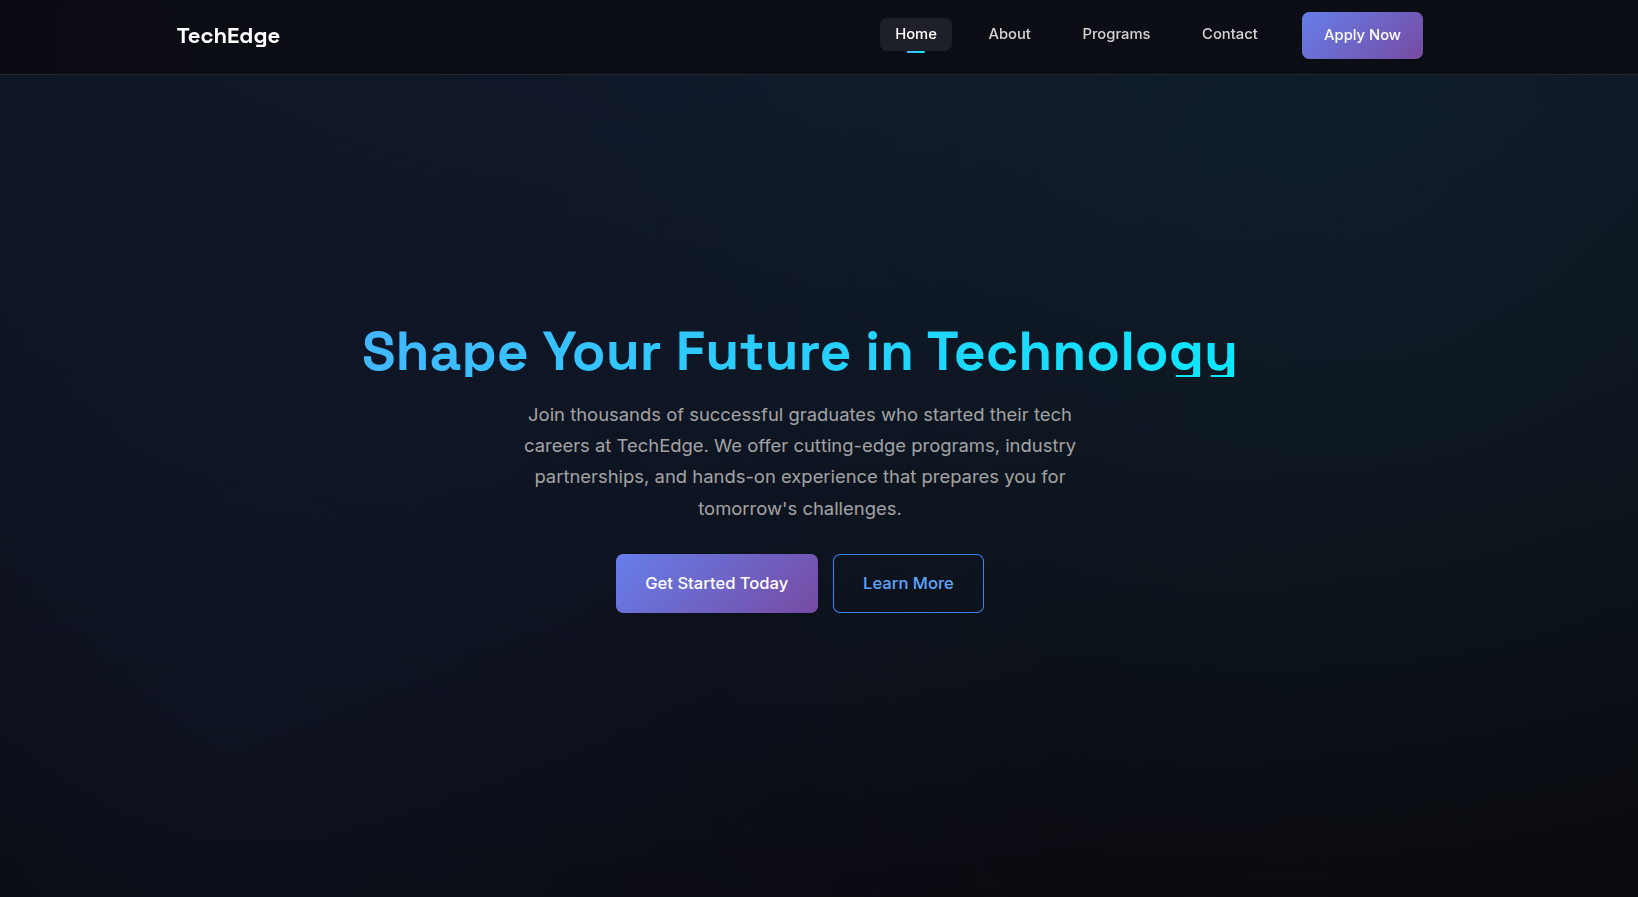 TechEdge
Home About Programs Contact Apply Now
Shape Your Future in Technology
Join thousands of successful graduates who started their tech
careers at TechEdge. We offer cutting-edge programs, industry
partnerships, and hands-on experience that prepares you for
tomorrow's challenges.
Get Started Today Learn More